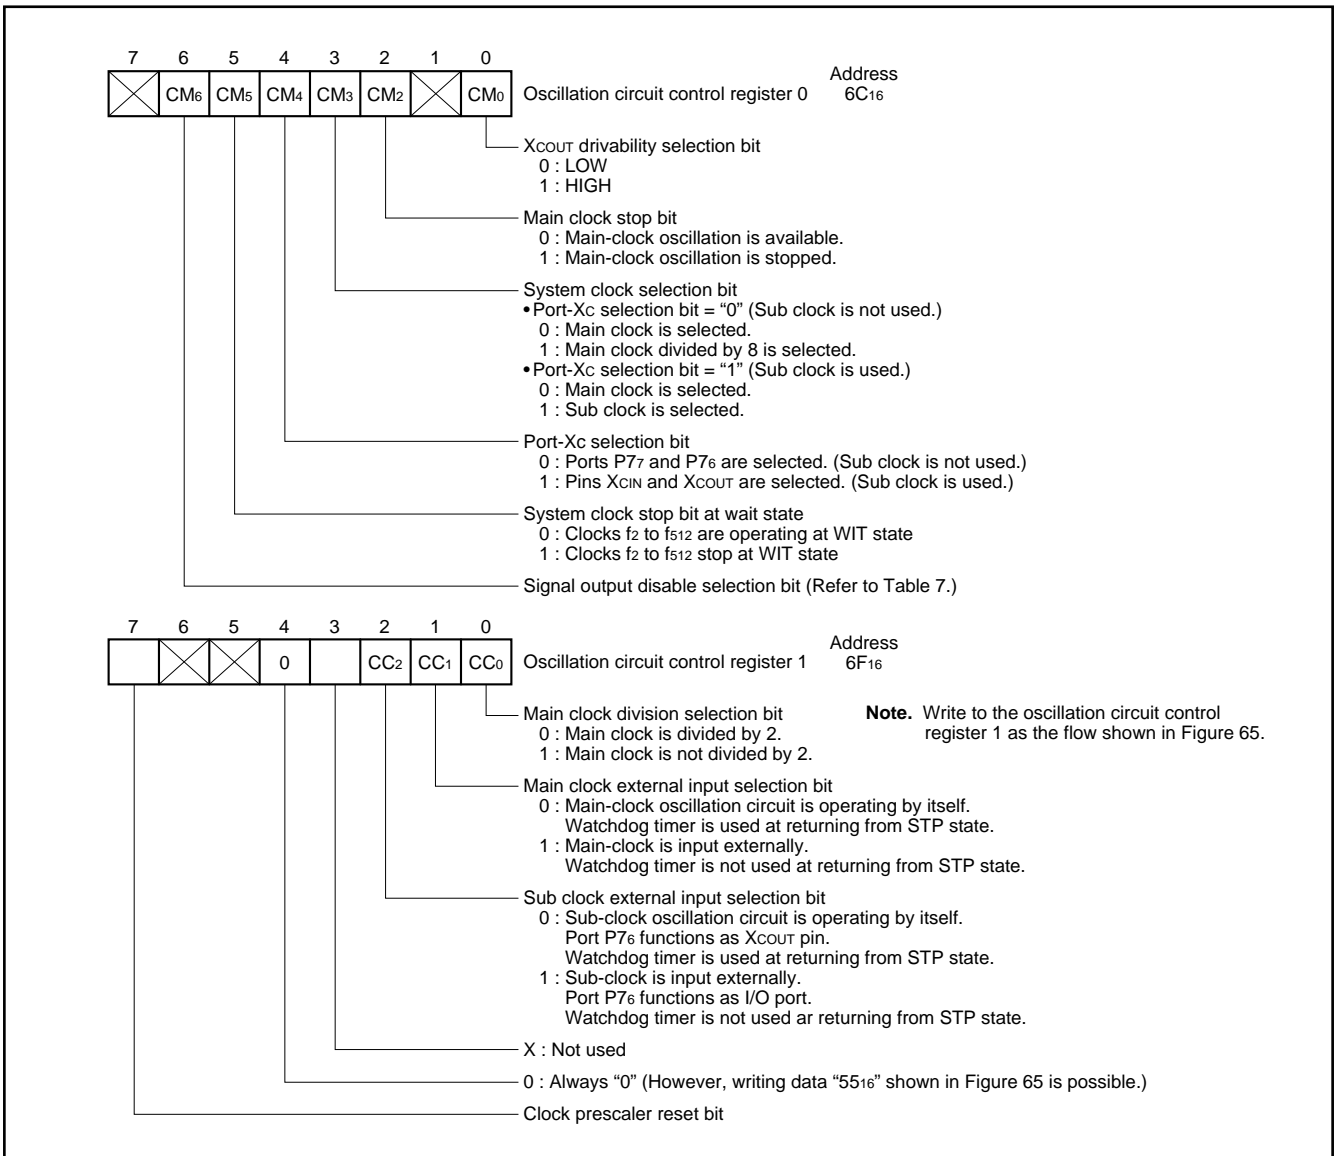 7 6 5 4 3 2 1 0
Address
CM6 CM5 CM4 CM3 CM2 CM0 Oscillation circuit control register 0 6C16
XCOUT drivability selection bit
0 : LOW
1 : HIGH
Main clock stop bit
0 : Main-clock oscillation is available.
1 : Main-clock oscillation is stopped.
System clock selection bit
•Port-XC selection bit = “0” (Sub clock is not used.)
0 : Main clock is selected.
1 : Main clock divided by 8 is selected.
•Port-XC selection bit = “1” (Sub clock is used.)
0 : Main clock is selected.
1 : Sub clock is selected.
Port-Xc selection bit
0 : Ports P77 and P76 are selected. (Sub clock is not used.)
1 : Pins XCIN and XCOUT are selected. (Sub clock is used.)
System clock stop bit at wait state
0 : Clocks f2 to f512 are operating at WIT state
1 : Clocks f2 to f512 stop at WIT state
Signal output disable selection bit (Refer to Table 7.)
7 6 5 4 3 2 1 0
Address
0 CC2 CC1 CC0 Oscillation circuit control register 1 6F16
Main clock division selection bit
0 : Main clock is divided by 2.
1 : Main clock is not divided by 2.
Note. Write to the oscillation circuit control
register 1 as the flow shown in Figure 65.
Main clock external input selection bit
0 : Main-clock oscillation circuit is operating by itself.
Watchdog timer is used at returning from STP state.
1 : Main-clock is input externally.
Watchdog timer is not used at returning from STP state.
Sub clock external input selection bit
0 : Sub-clock oscillation circuit is operating by itself.
Port P76 functions as XCOUT pin.
Watchdog timer is used at returning from STP state.
1 : Sub-clock is input externally.
Port P76 functions as I/O port.
Watchdog timer is not used ar returning from STP state.
X : Not used
0 : Always “0” (However, writing data “5516” shown in Figure 65 is possible.)
Clock prescaler reset bit